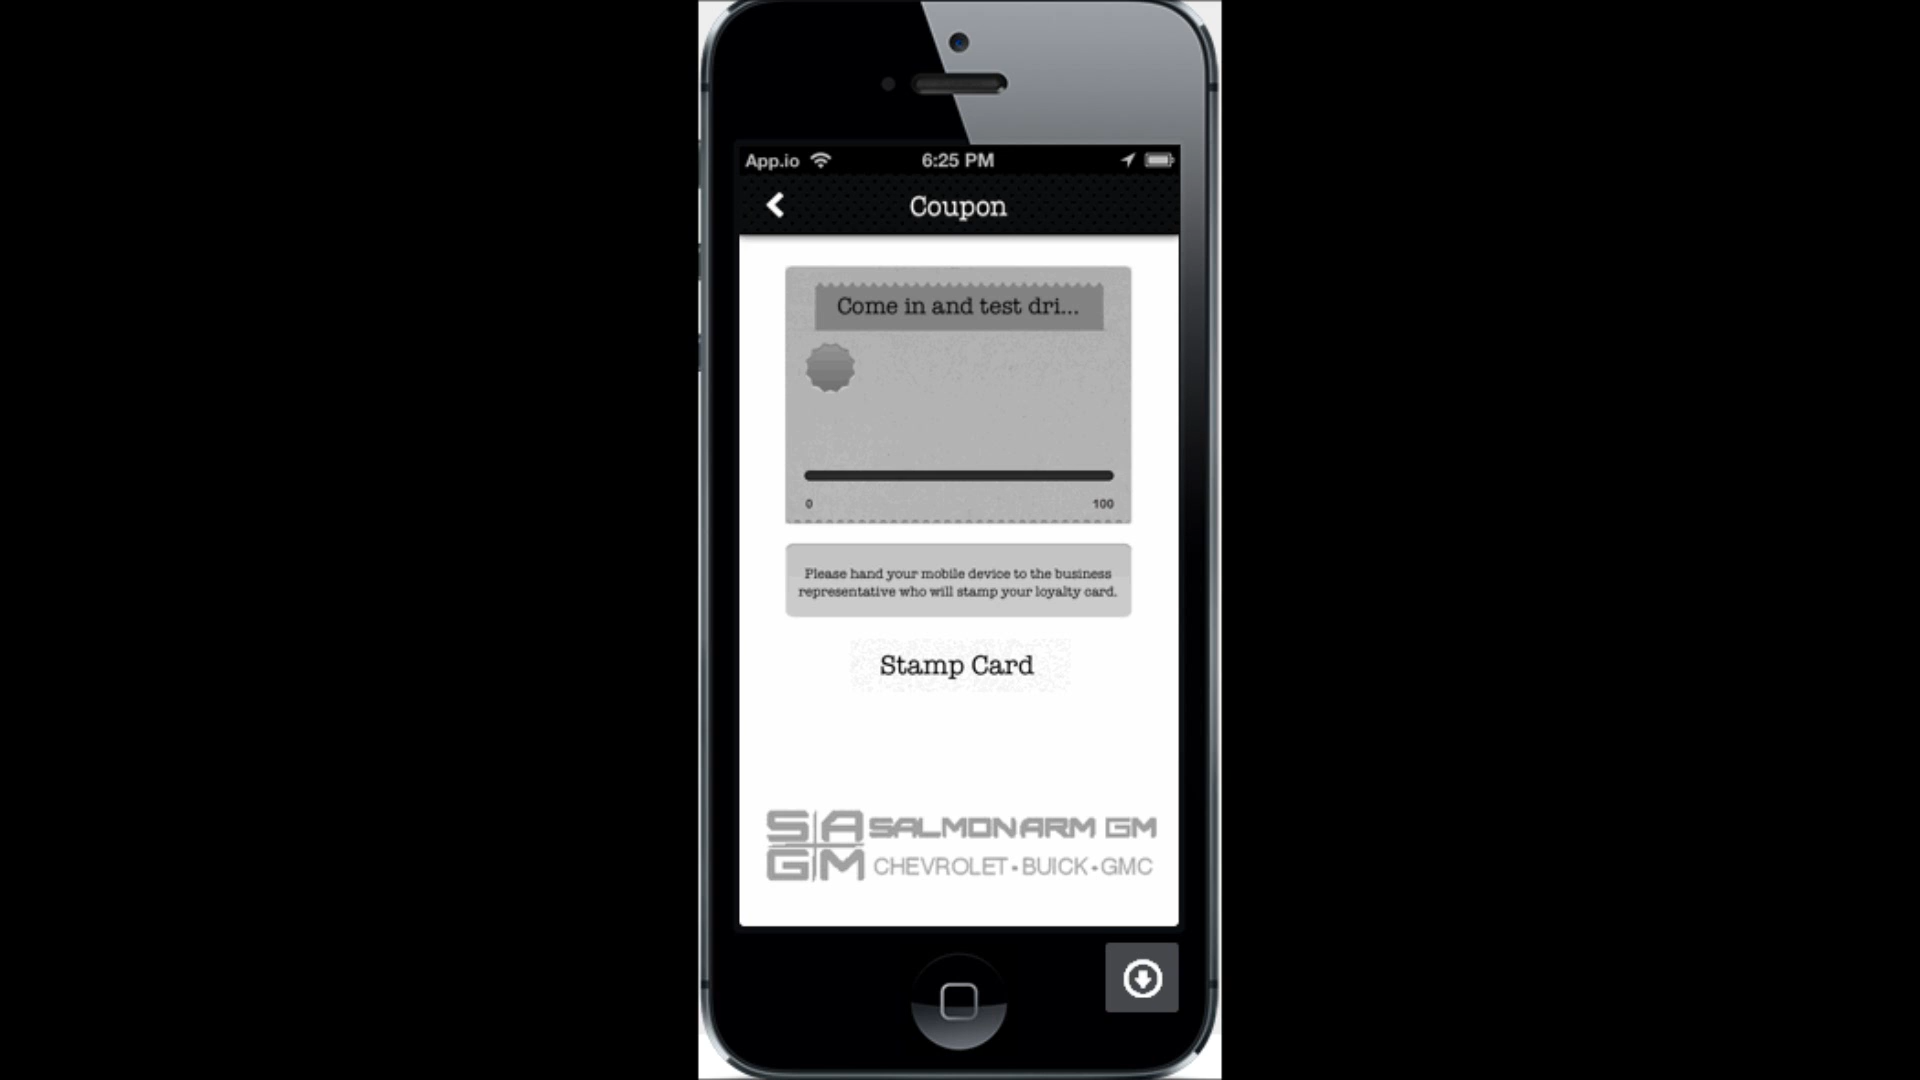 App.io 6:25 PM
Coupon
Come in and test dri...
0 100
Please hand your mobile device to the business
representative who will stamp your loyalty card.
Stamp Card
SA SALMON ARM GM
GM CHEVROLET • BUICK • GMC